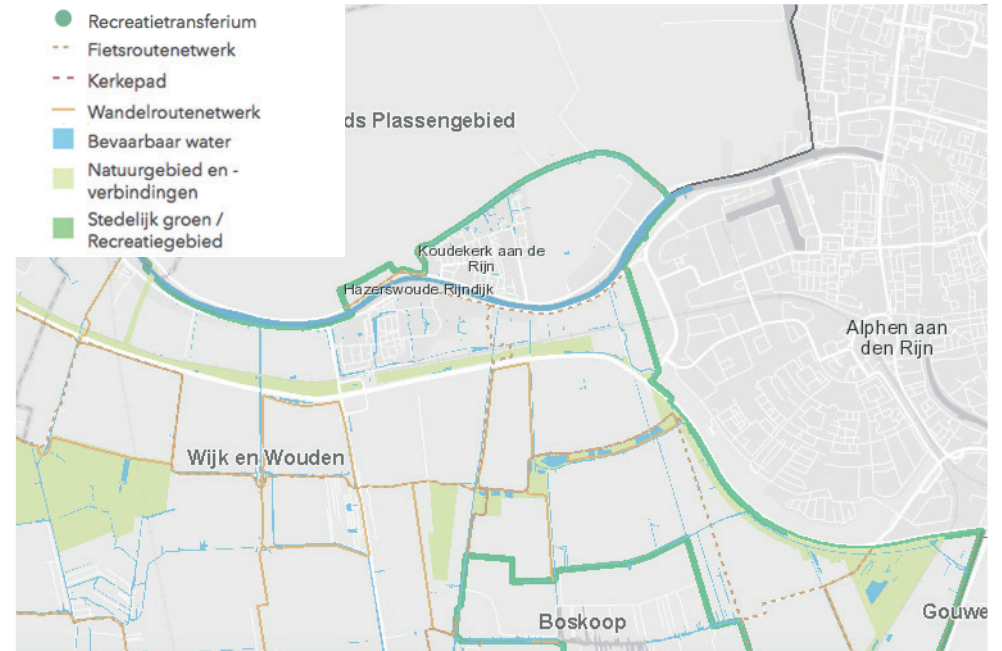 Recreatietransferium
Fietsroutenetwerk
Kerkepad
Wandelroutenetwerk
Bevaarbaar water
Natuurgebied en -
verbindingen
Stedelijk groen /
Recreatiegebied
ds Plassengebied
Koudekerk aan de
Rijn
Hazerswoude Rijndijk
Alphen aan
den Rijn
Wijk en Wouden
Boskoop
Gouwe